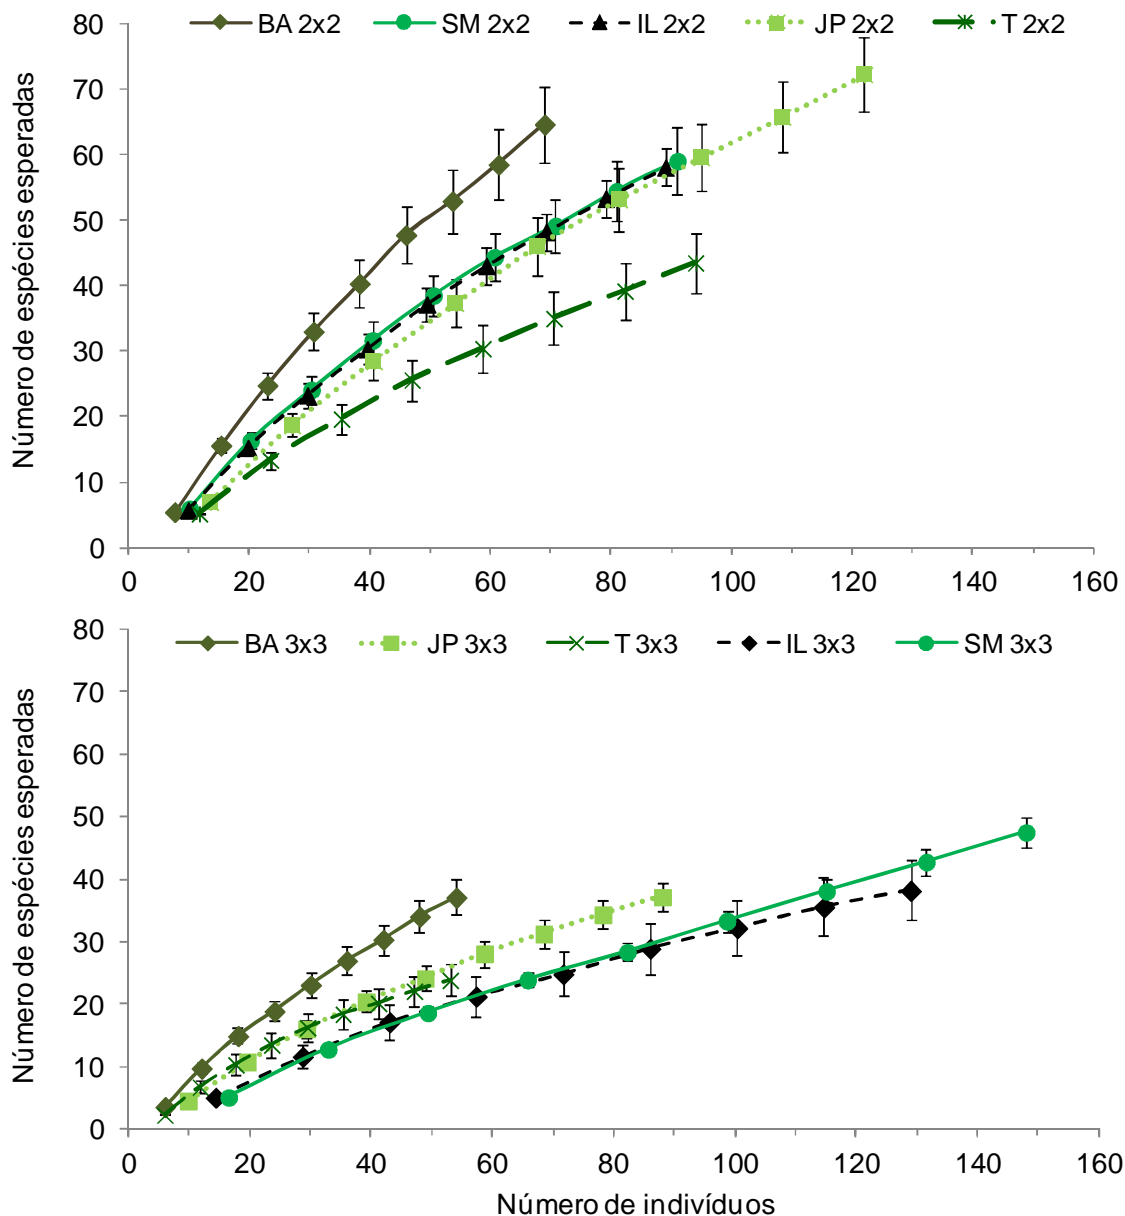 BA 2x2 SM 2x2 IL 2x2 JP 2x2 T 2x2
Número de espécies esperadas
80
70
60
50
40
30
20
10
0
0 20 40 60 80 100 120 140 160
BA 3x3 JP 3x3 T 3x3 IL 3x3 SM 3x3
Número de espécies esperadas
80
70
60
50
40
30
20
10
0
0 20 40 60 80 100 120 140 160
Número de indivíduos